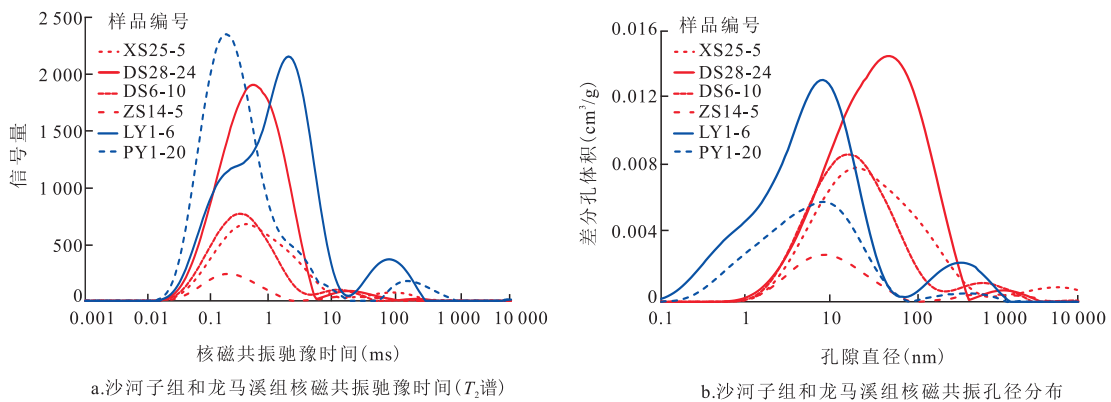 样品编号
XS25-5
DS28-24
DS6-10
ZS14-5
LY1-6
PY1-20
信号量
2 500
2 000
1 500
1 000
500
0
0.001
0.01
0.1
1
10
100
1 000
10 000
核磁共振驰豫时间(ms)
a.沙河子组和龙马溪组核磁共振驰豫时间(T₂谱)
样品编号
XS25-5
DS28-24
DS6-10
ZS14-5
LY1-6
PY1-20
差分孔体积(cm³/g)
0.016
0.012
0.008
0.004
0
0.1
1
10
100
1 000
10 000
孔隙直径(nm)
b.沙河子组和龙马溪组核磁共振孔径分布